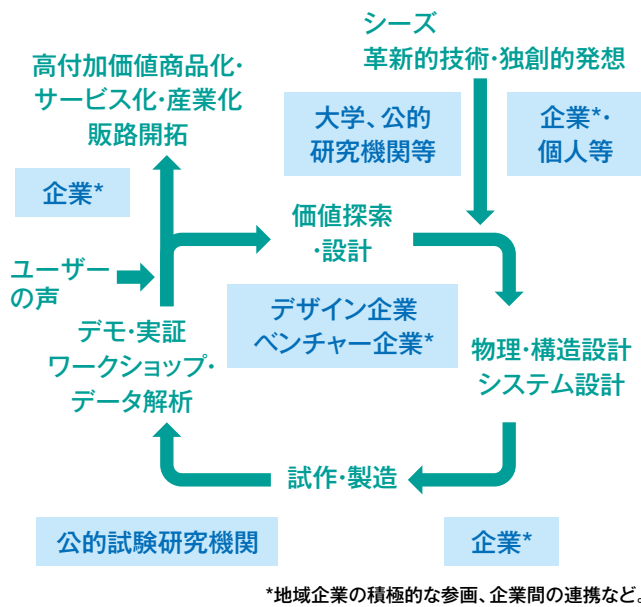 シーズ
革新的技術・独創的発想
高付加価値商品化・
サービス化・産業化
販路開拓
大学、公的
研究機関等
企業*・
個人等
企業*
価値探索
・設計
ユーザー
の声
デザイン企業
ベンチャー企業*
デモ・実証
ワークショップ・
データ解析
物理・構造設計
システム設計
試作・製造
公的試験研究機関
企業*
*地域企業の積極的な参画、企業間の連携など。